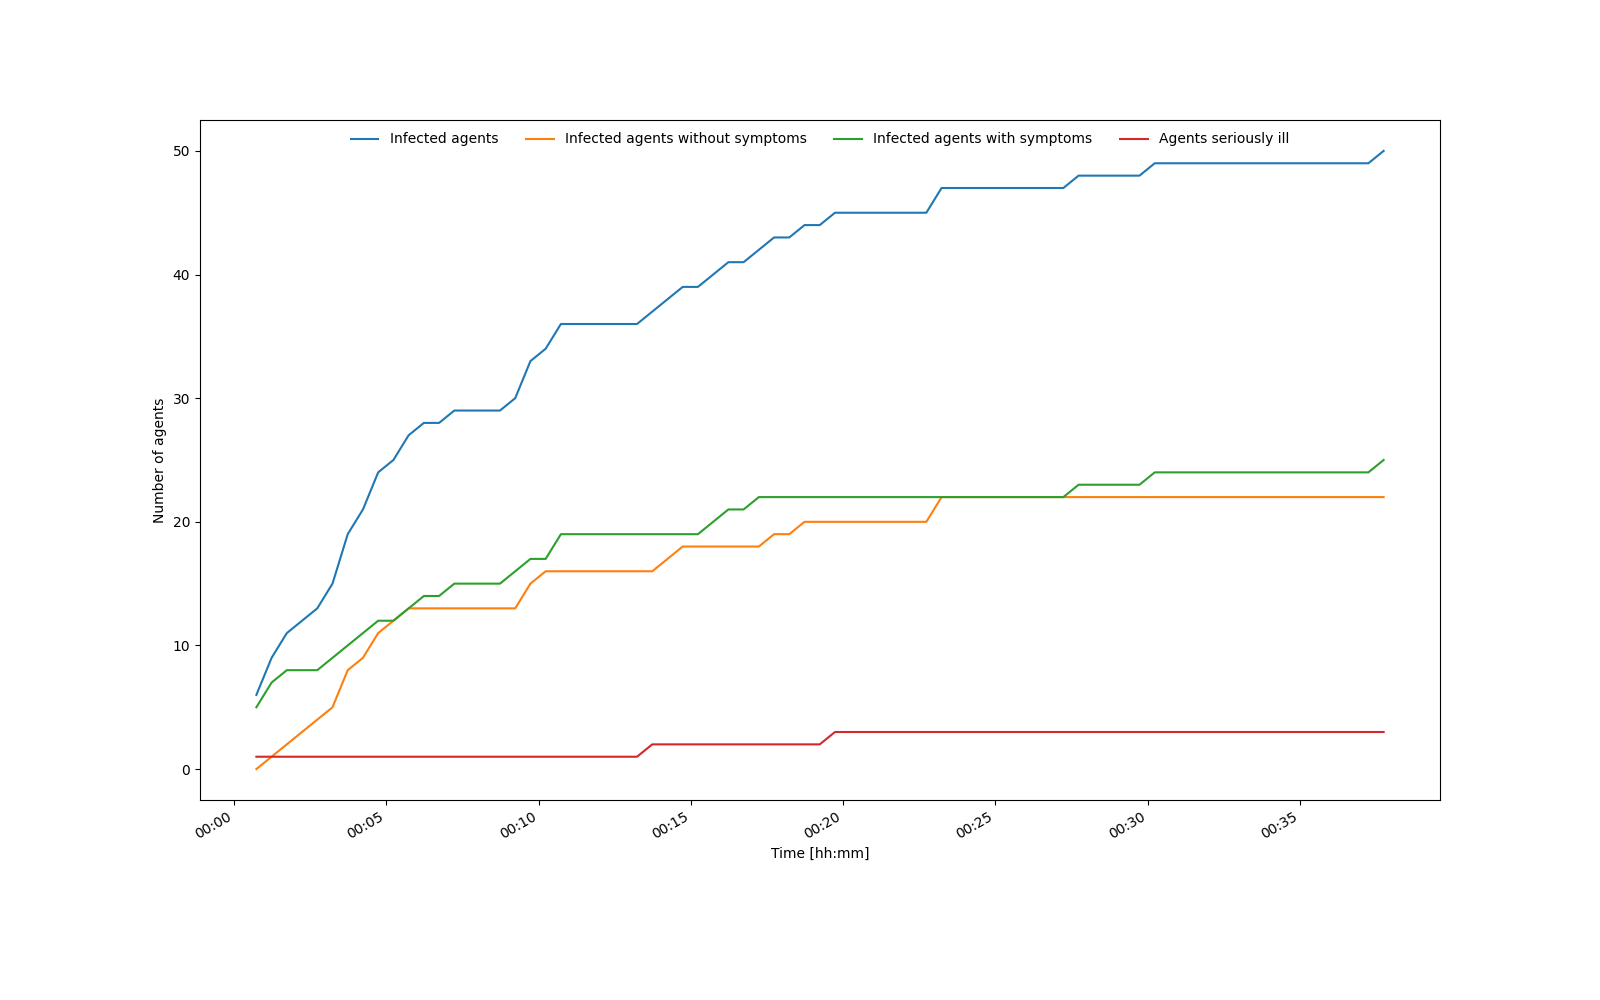 Infected agents Infected agents without symptoms Infected agents with symptoms Agents seriously ill
50
40
30
20
10
0
Number of agents
00:00 00:05 00:10 00:15 00:20 00:25 00:30 00:35
Time [hh:mm]